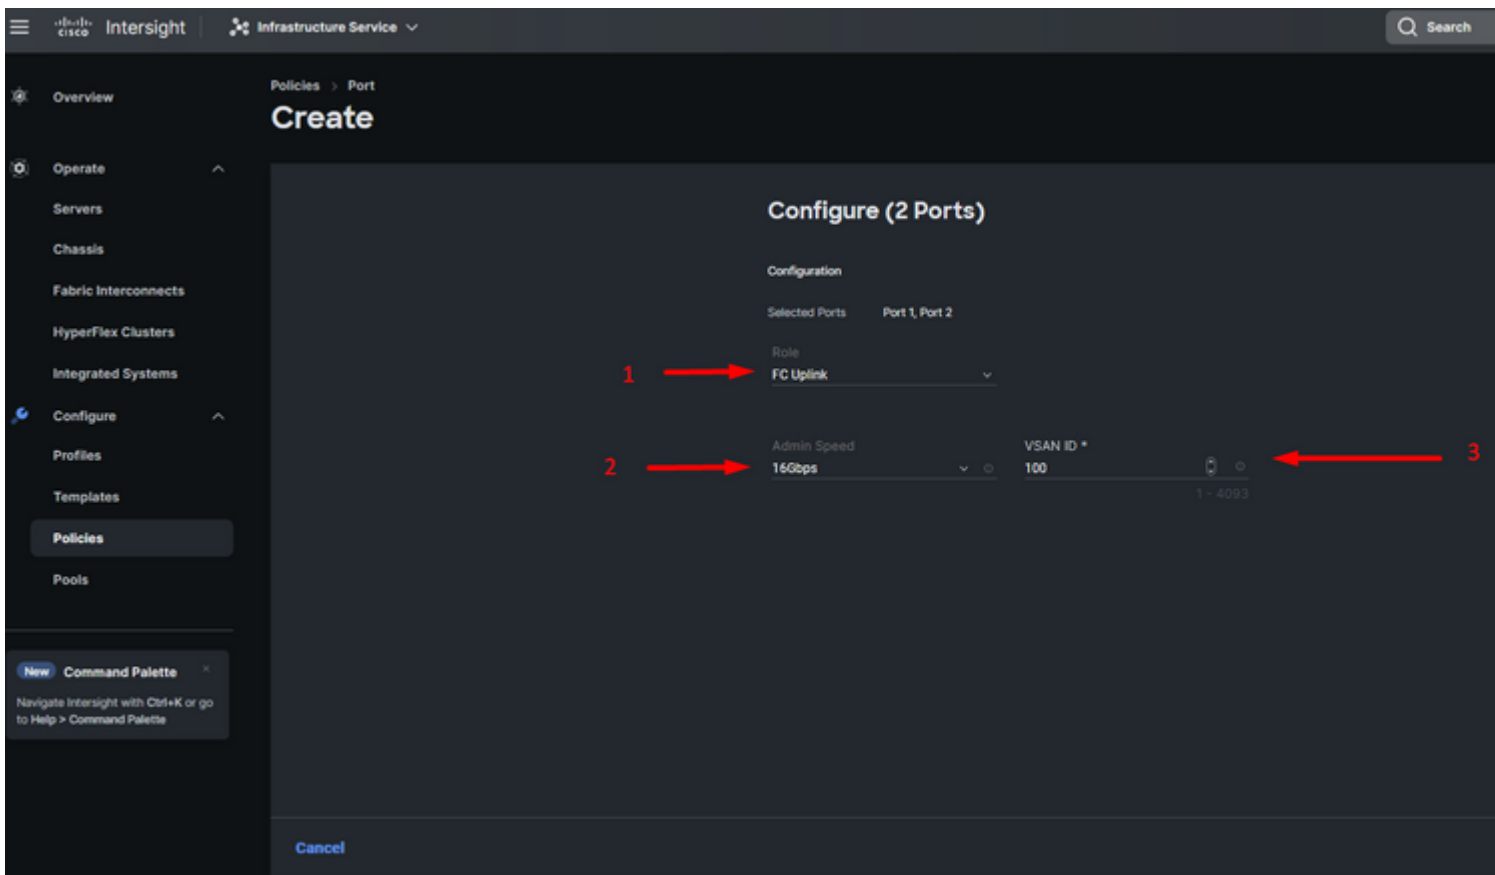 cisco Intersight Infrastructure Service Search
Overview
Operate
Servers
Chassis
Fabric Interconnects
HyperFlex Clusters
Integrated Systems
Configure
Profiles
Templates
Policies
Pools
New Command Palette
Navigate Intersight with Ctrl+K or go
to Help > Command Palette
Policies > Port
Create
Configure (2 Ports)
Configuration
Selected Ports Port 1, Port 2
Role
1 FC Uplink
Admin Speed VSAN ID *
2 16Gbps 100 3
1 - 4093
Cancel